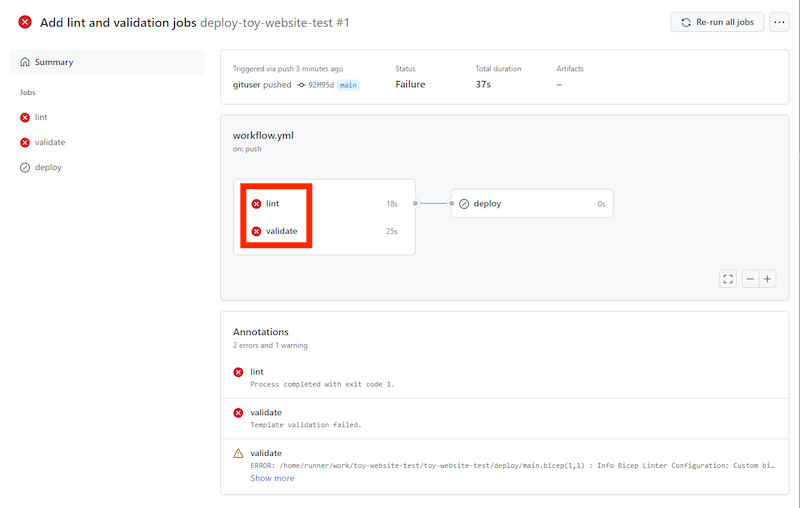 Add lint and validation jobs deploy-toy-website-test #1
Re-run all jobs
Summary
Jobs
lint
validate
deploy
Triggered via push 3 minutes ago
Status
Total duration
Artifacts
gituser pushed 92ff95d main
Failure
37s
–
workflow.yml
on: push
lint 18s
validate 25s
deploy 0s
Annotations
2 errors and 1 warning
lint
Process completed with exit code 1.
validate
Template validation failed.
validate
ERROR: /home/runner/work/toy-website-test/toy-website-test/deploy/main.bicep(1,1) : Info Bicep Linter Configuration: Custom bi…
Show more